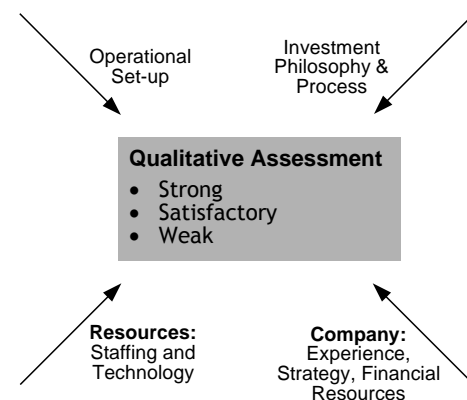 Operational
Set-up
Investment
Philosophy &
Process
Qualitative Assessment
• Strong
• Satisfactory
• Weak
Resources:
Staffing and
Technology
Company:
Experience,
Strategy, Financial
Resources